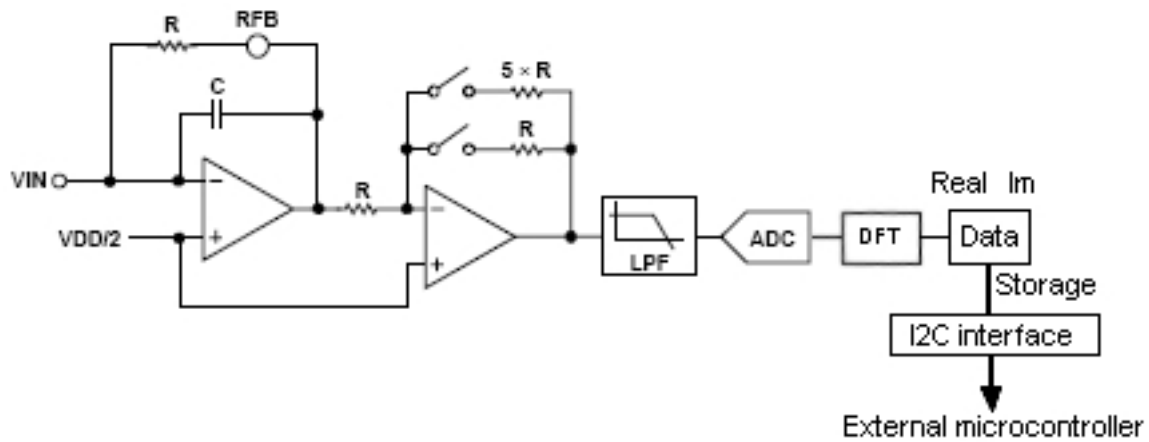 R
RFB
C
VIN
−
+
VDD/2
R
5 × R
R
−
+
LPF
ADC
DFT
Real Im
Data
Storage
I2C interface
External microcontroller